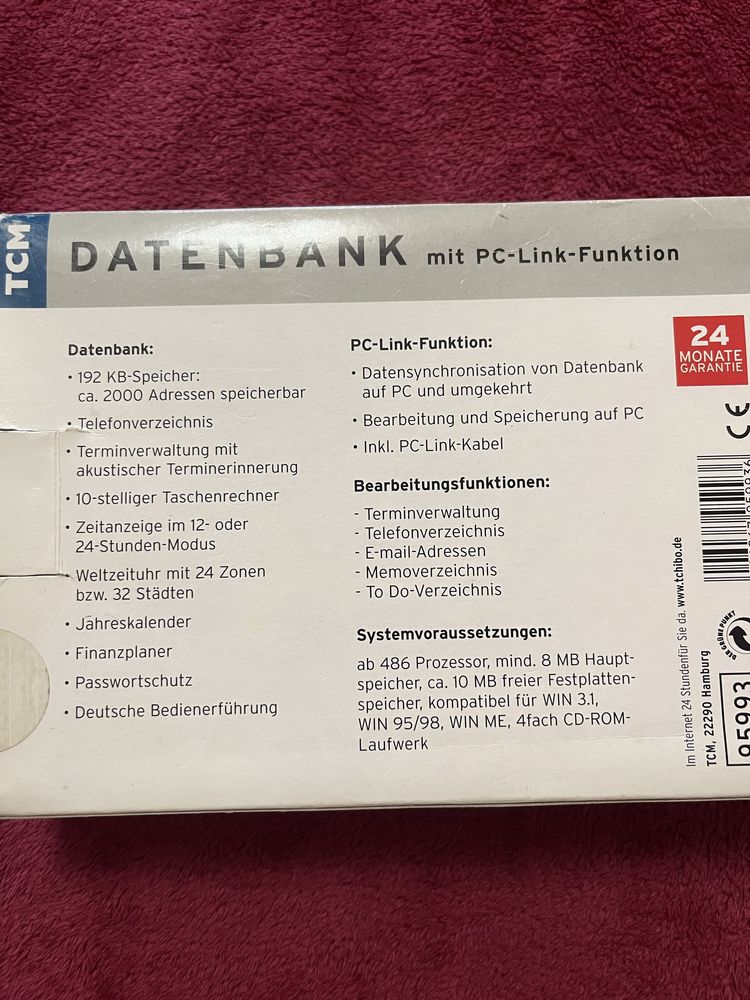 TCM
DATENBANK mit PC-Link-Funktion
Datenbank:
• 192 KB-Speicher:
ca. 2000 Adressen speicherbar
• Telefonverzeichnis
• Terminverwaltung mit
akustischer Terminerinnerung
• 10-stelliger Taschenrechner
• Zeitanzeige im 12- oder
24-Stunden-Modus
• Weltzeituhr mit 24 Zonen
bzw. 32 Städten
• Jahreskalender
• Finanzplaner
• Passwortschutz
• Deutsche Bedienerführung
PC-Link-Funktion:
• Datensynchronisation von Datenbank
auf PC und umgekehrt
• Bearbeitung und Speicherung auf PC
• Inkl. PC-Link-Kabel
Bearbeitungsfunktionen:
- Terminverwaltung
- Telefonverzeichnis
- E-mail-Adressen
- Memoverzeichnis
- To Do-Verzeichnis
Systemvoraussetzungen:
ab 486 Prozessor, mind. 8 MB Haupt-
speicher, ca. 10 MB freier Festplatten-
speicher, kompatibel für WIN 3.1,
WIN 95/98, WIN ME, 4fach CD-ROM-
Laufwerk
24
MONATE
GARANTIE
CE
Im Internet 24 Stundenfür Sie da. www.tchibo.de
TCM, 22290 Hamburg
DER GRÜNE PUNKT
95993